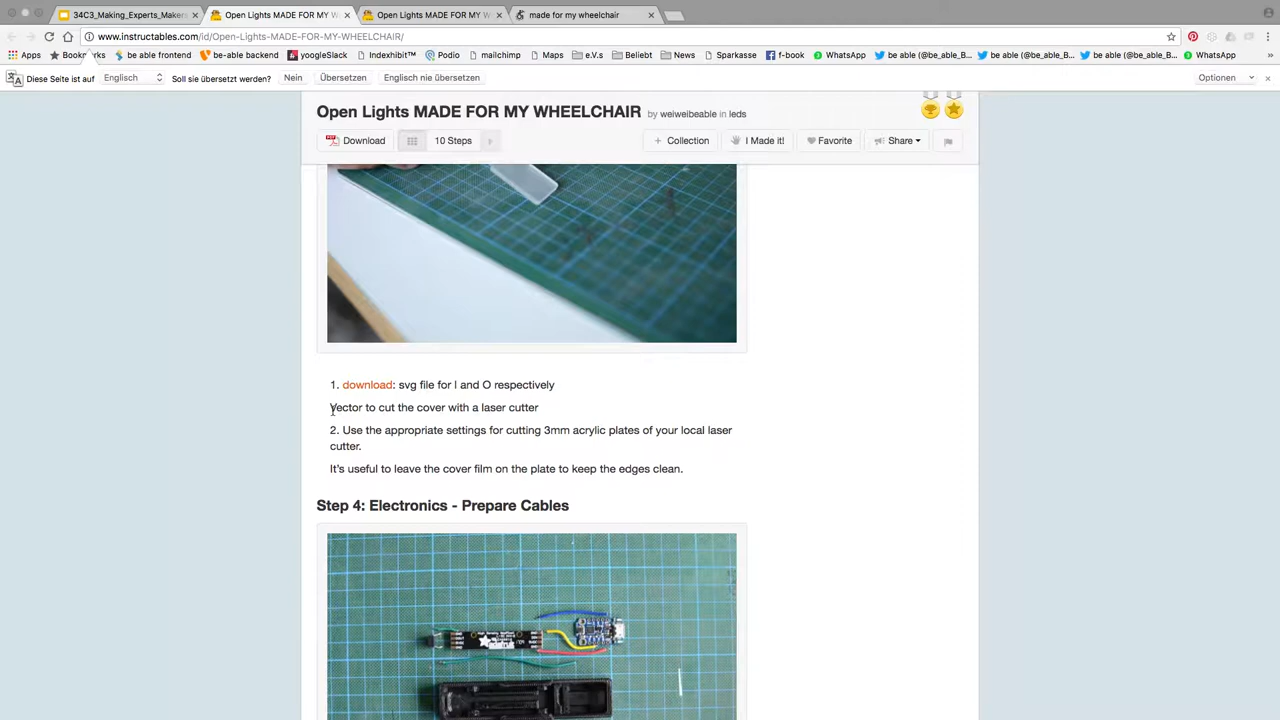 34C3_Making_Experts_Makers
Open Lights MADE FOR MY W
Open Lights MADE FOR MY W
made for my wheelchair
www.instructables.com/id/Open-Lights-MADE-FOR-MY-WHEELCHAIR/
Apps
Bookmarks
be able frontend
be-able backend
yoogleSlack
Indexhibit™
Podio
mailchimp
Maps
e.V.s
Beliebt
News
Sparkasse
f-book
WhatsApp
be able (@be_able_B...
be able (@be_able_B...
be able (@be_able_B...
WhatsApp
Diese Seite ist auf
Englisch
Soll sie übersetzt werden?
Nein
Übersetzen
Englisch nie übersetzen
Optionen
Open Lights MADE FOR MY WHEELCHAIR by weiweibeable in leds
Download
10 Steps
+ Collection
I Made it!
Favorite
Share
1. download: svg file for I and O respectively
Vector to cut the cover with a laser cutter
2. Use the appropriate settings for cutting 3mm acrylic plates of your local laser
cutter.
It's useful to leave the cover film on the plate to keep the edges clean.
Step 4: Electronics - Prepare Cables